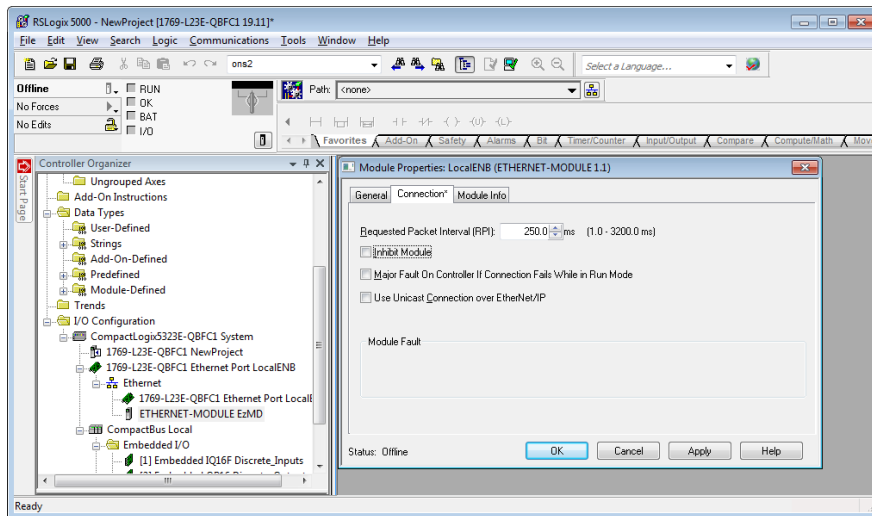 RSLogix 5000 - NewProject [1769-L23E-QBFC1 19.11]*
File Edit View Search Logic Communications Tools Window Help
ons2
Select a Language...
Offline
RUN
Path: <none>
No Forces
OK
BAT
No Edits
I/O
Favorites Add-On Safety Alarms Bit Timer/Counter Input/Output Compare Compute/Math Mov
Start Page
Controller Organizer
Ungrouped Axes
Add-On Instructions
Data Types
User-Defined
Strings
Add-On-Defined
Predefined
Module-Defined
Trends
I/O Configuration
CompactLogix5323E-QBFC1 System
1769-L23E-QBFC1 NewProject
1769-L23E-QBFC1 Ethernet Port LocalENB
Ethernet
1769-L23E-QBFC1 Ethernet Port LocalE
ETHERNET-MODULE EzMD
CompactBus Local
Embedded I/O
[1] Embedded IQ16F Discrete_Inputs
Module Properties: LocalENB (ETHERNET-MODULE 1.1)
General Connection* Module Info
Requested Packet Interval (RPI): 250.0 ms (1.0 - 3200.0 ms)
Inhibit Module
Major Fault On Controller If Connection Fails While in Run Mode
Use Unicast Connection over EtherNet/IP
Module Fault
Status: Offline
OK Cancel Apply Help
Ready